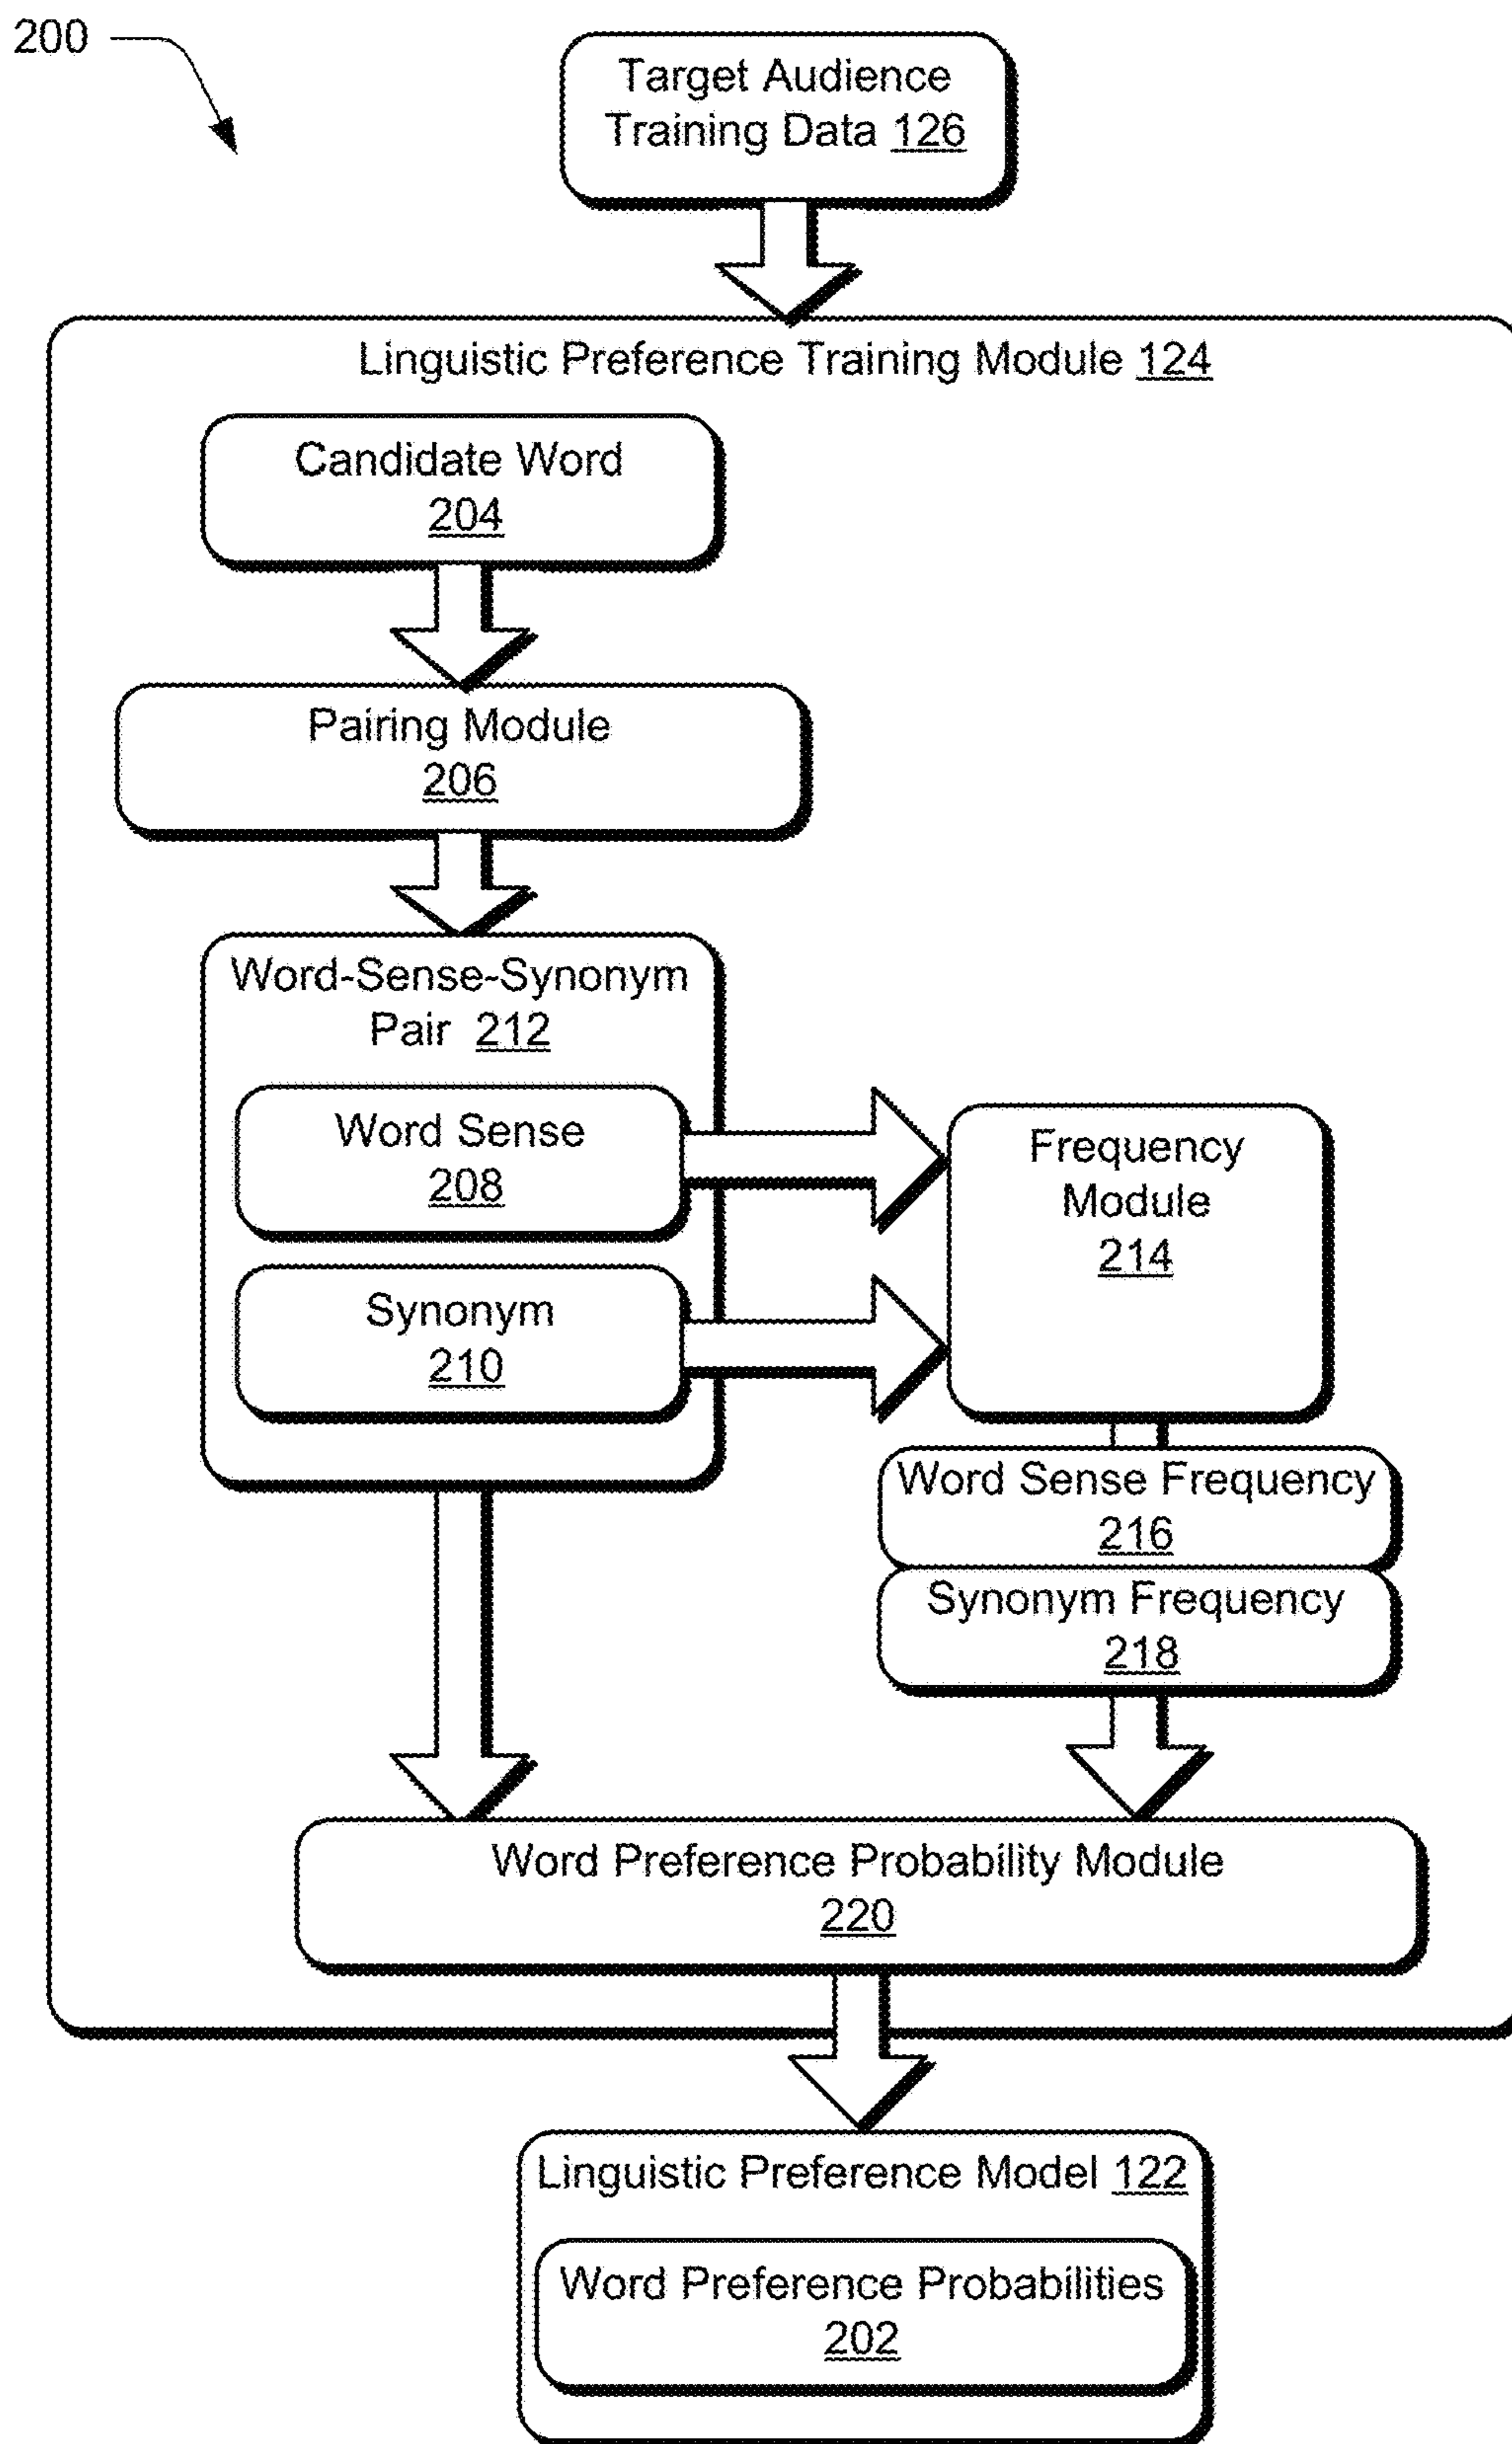 200
Target Audience
Training Data 126
Linguistic Preference Training Module 124
Candidate Word
204
Pairing Module
206
Word-Sense-Synonym
Pair 212
Word Sense
208
Synonym
210
Frequency
Module
214
Word Sense Frequency
216
Synonym Frequency
218
Word Preference Probability Module
220
Linguistic Preference Model 122
Word Preference Probabilities
202